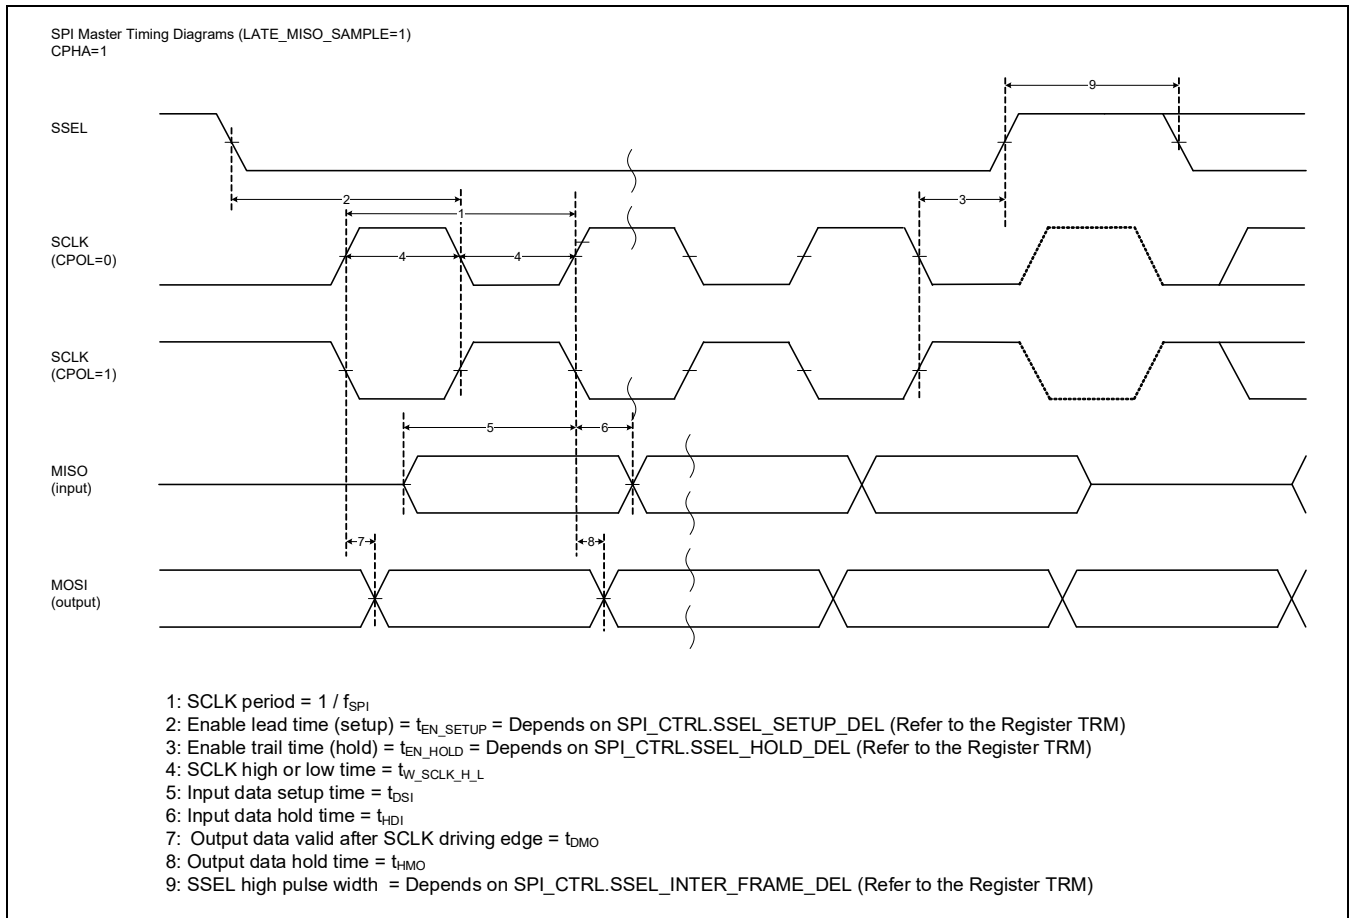 SPI Master Timing Diagrams (LATE_MISO_SAMPLE=1)
CPHA=1
9
SSEL
2
3
1
SCLK
(CPOL=0)
4
4
SCLK
(CPOL=1)
5
6
MISO
(input)
7
8
MOSI
(output)
1: SCLK period = 1 / fSPI
2: Enable lead time (setup) = tEN_SETUP = Depends on SPI_CTRL.SSEL_SETUP_DEL (Refer to the Register TRM)
3: Enable trail time (hold) = tEN_HOLD = Depends on SPI_CTRL.SSEL_HOLD_DEL (Refer to the Register TRM)
4: SCLK high or low time = tW_SCLK_H_L
5: Input data setup time = tDSI
6: Input data hold time = tHDI
7: Output data valid after SCLK driving edge = tDMO
8: Output data hold time = tHMO
9: SSEL high pulse width = Depends on SPI_CTRL.SSEL_INTER_FRAME_DEL (Refer to the Register TRM)